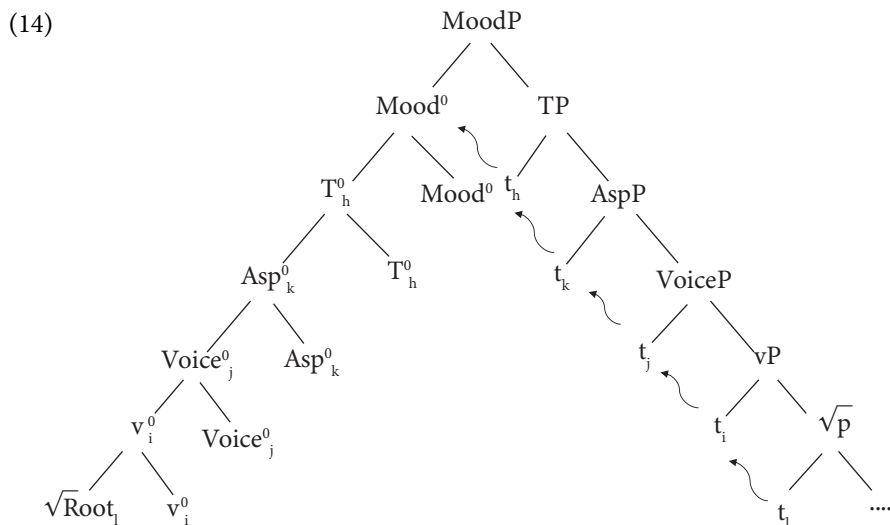 (14)
MoodP
Mood⁰ TP
T⁰ₕ Mood⁰ tₕ AspP
Asp⁰ₖ T⁰ₕ tₖ VoiceP
Voice⁰ⱼ Asp⁰ₖ tⱼ vP
v⁰ᵢ Voice⁰ⱼ tᵢ √p
√Rootₗ v⁰ᵢ tₗ ....